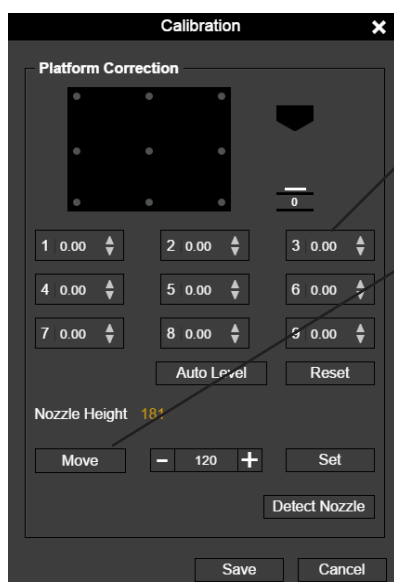 Calibration
Platform Correction
0
1 0.00 2 0.00 3 0.00
4 0.00 5 0.00 6 0.00
7 0.00 8 0.00 9 0.00
Auto Level Reset
Nozzle Height 181
Move 120 Set
Detect Nozzle
Save Cancel